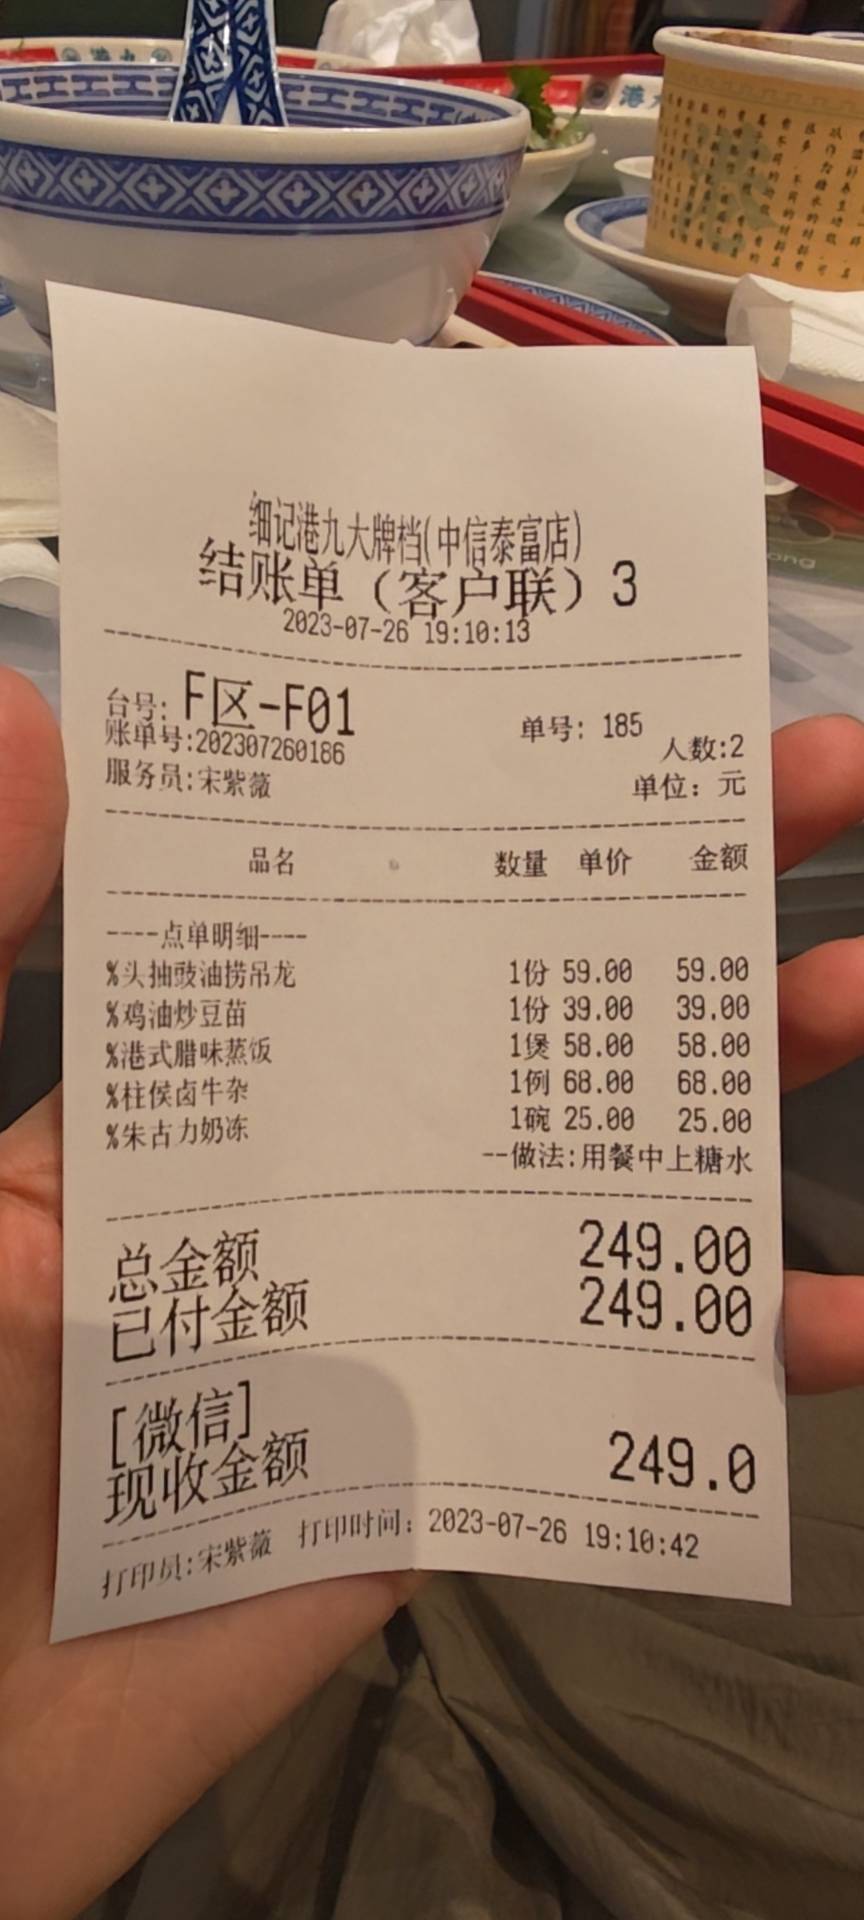 港九
港
细记港九大牌档(中信泰富店)
结账单（客户联）3
2023-07-26 19:10:13
台号: F区-F01
单号: 185
账单号:202307260186
人数:2
服务员:宋紫薇
单位: 元
品名 数量 单价 金额
----点单明细----
%头抽豉油捞吊龙 1份 59.00 59.00
%鸡油炒豆苗 1份 39.00 39.00
%港式腊味蒸饭 1煲 58.00 58.00
%柱侯卤牛杂 1例 68.00 68.00
%朱古力奶冻 1碗 25.00 25.00
--做法:用餐中上糖水
总金额 249.00
已付金额 249.00
[微信]
现收金额 249.0
打印员:宋紫薇 打印时间: 2023-07-26 19:10:42